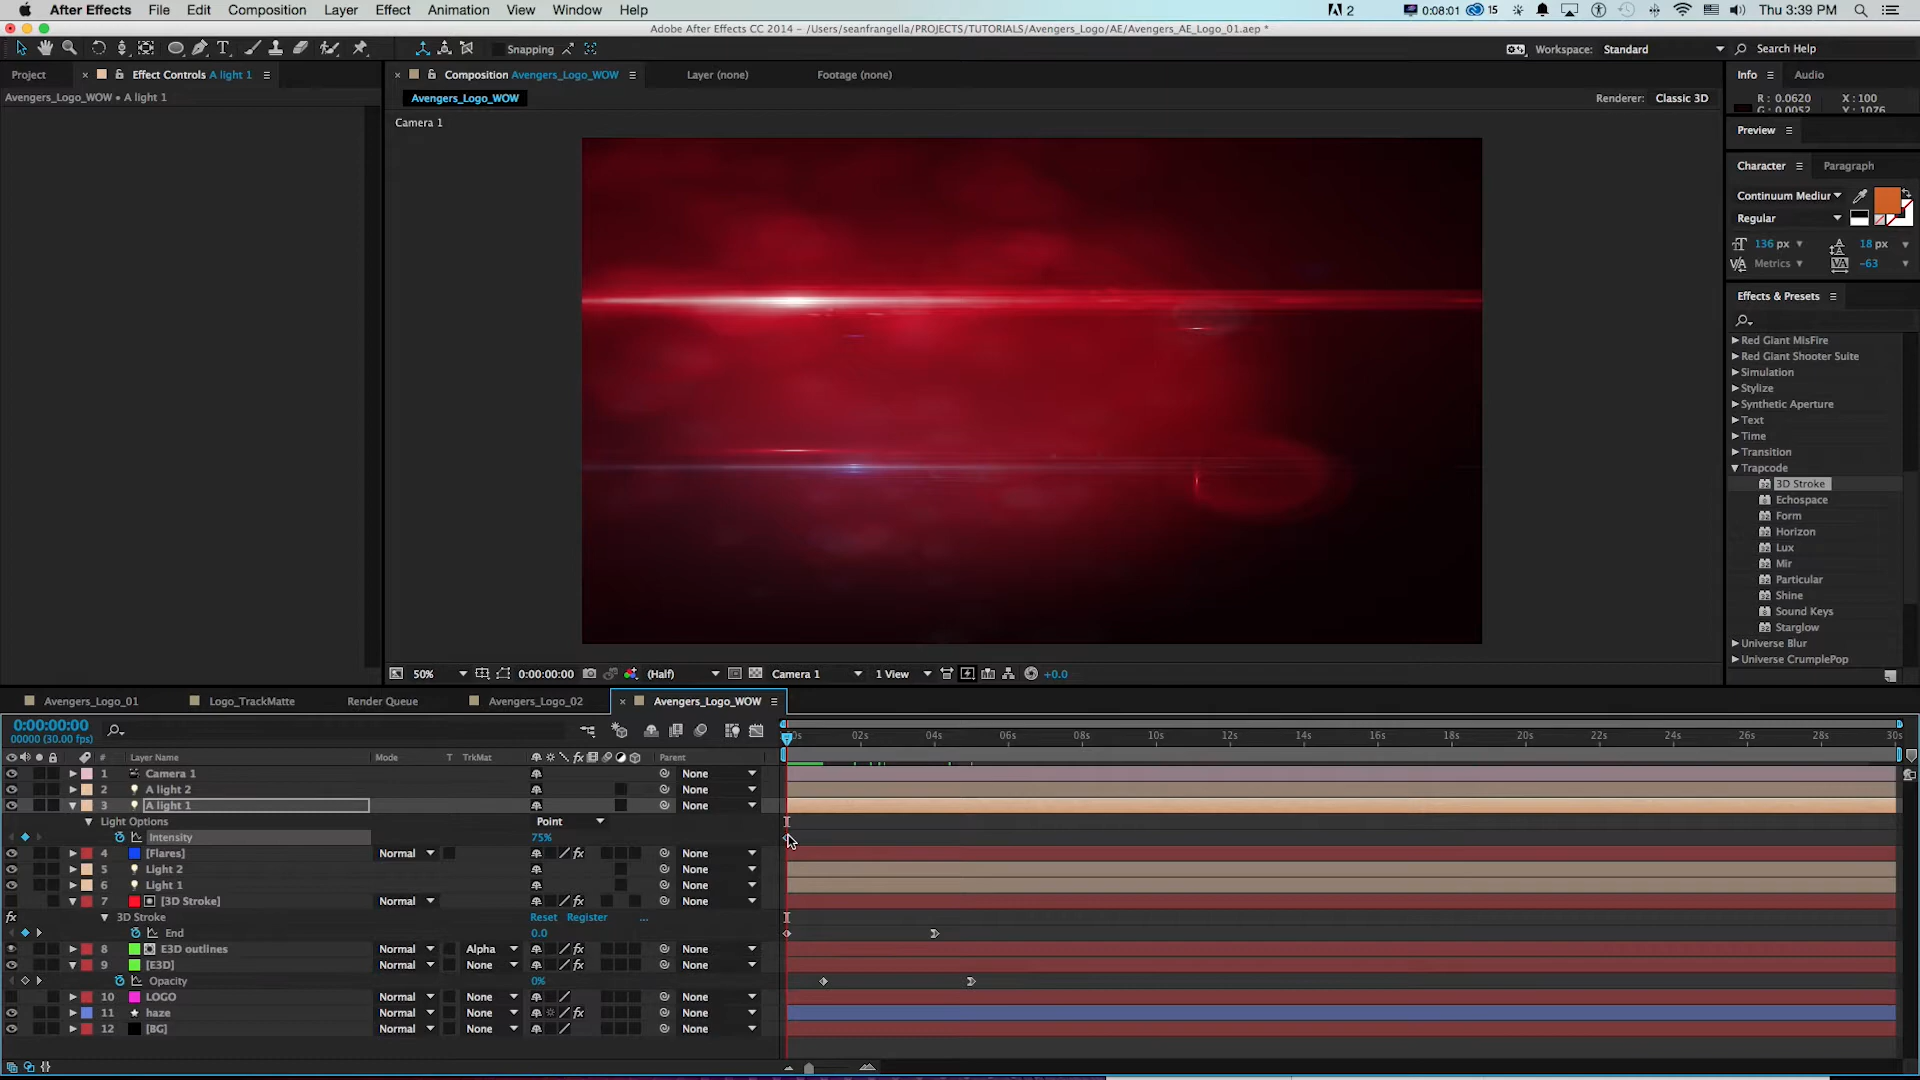 After Effects File Edit Composition Layer Effect Animation Selection View Window Help 2 0:08:01 15 Thu 3:39 PM
Adobe After Effects CC 2014 - /Users/seanfrangella/PROJECTS/TUTORIALS/Avengers_Logo/AE/Avengers_AE_Logo_01.aep *
T Snapping Workspace: Standard Search Help
Project Effect Controls A light 1 Composition Avengers_Logo_WOW Layer (none) Footage (none) Info Audio
Avengers_Logo_WOW • A light 1 Avengers_Logo_WOW Renderer: Classic 3D R : 0.0620 X : 100
G : 0.0052 Y : 1076
Camera 1
Preview
Character Paragraph
Continuum Mediur
Regular
136 px 18 px
Metrics -63
Effects & Presets
Red Giant MisFire
Red Giant Shooter Suite
Simulation
Stylize
Synthetic Aperture
Text
Time
Transition
Trapcode
3D Stroke
Echospace
Form
Horizon
Lux
Mir
Particular
Shine
Sound Keys
Starglow
Universe Blur
Universe CrumplePop
50% 0:00:00:00 (Half) Camera 1 1 View +0.0
Avengers_Logo_01 Logo_TrackMatte Render Queue Avengers_Logo_02 Avengers_Logo_WOW
0:00:00:00
00000 (30.00 fps)
02s 04s 06s 08s 10s 12s 14s 16s 18s 20s 22s 24s 26s 28s 30s
# Layer Name Mode T TrkMat Parent
1 Camera 1 None
2 A light 2 None
3 A light 1 None
Light Options Point
Intensity 75%
4 [Flares] Normal None
5 Light 2 None
6 Light 1 None
7 [3D Stroke] Normal None
fx 3D Stroke Reset Register ...
End 0.0
8 E3D outlines Normal Alpha None
9 [E3D] Normal None None
Opacity 0%
10 LOGO Normal None None
11 haze Normal None None
12 [BG] Normal None None